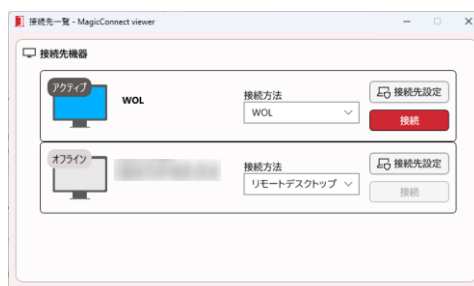 接続先一覧 - MagicConnect viewer
接続先機器
アクティブ
WOL
接続方法
WOL
接続先設定
接続
オフライン
接続方法
リモートデスクトップ
接続先設定
接続